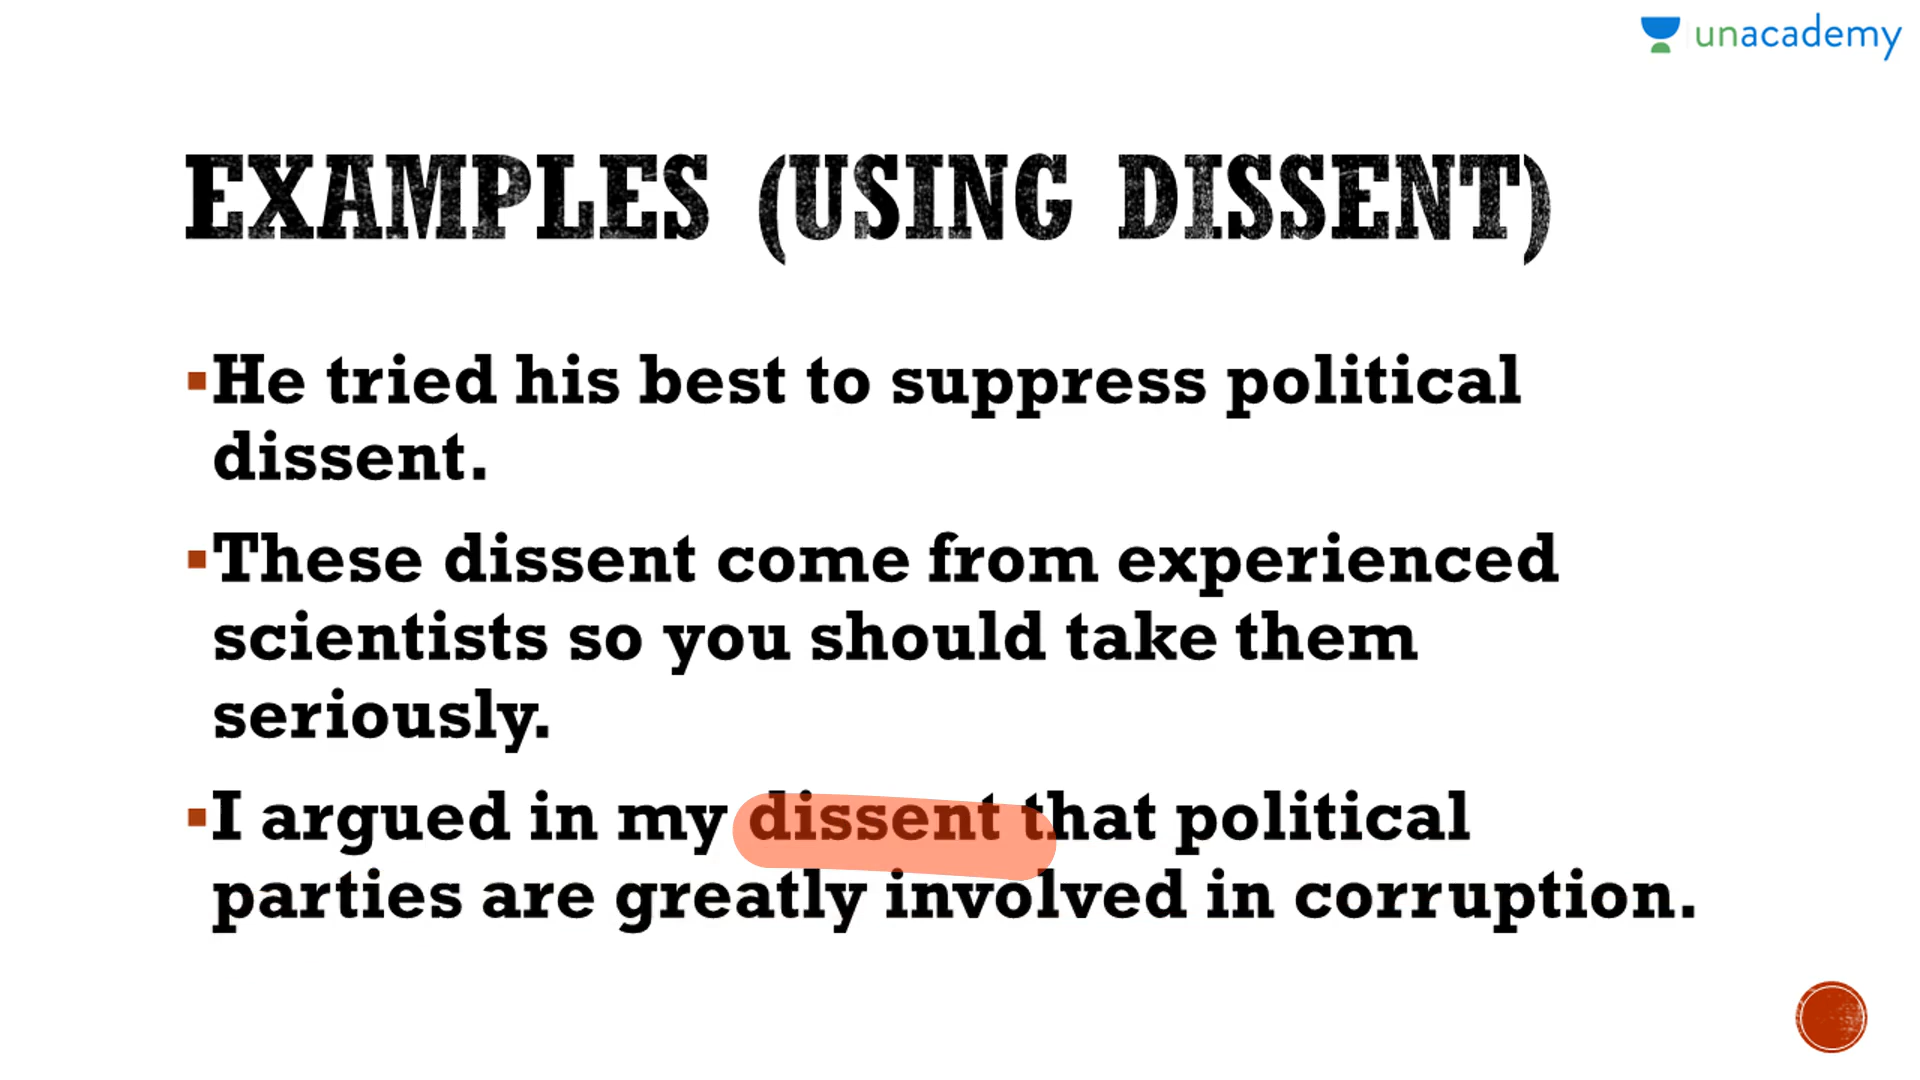 unacademy
EXAMPLES (USING DISSENT)
▪He tried his best to suppress political
dissent.
▪These dissent come from experienced
scientists so you should take them
seriously.
▪I argued in my dissent that political
parties are greatly involved in corruption.